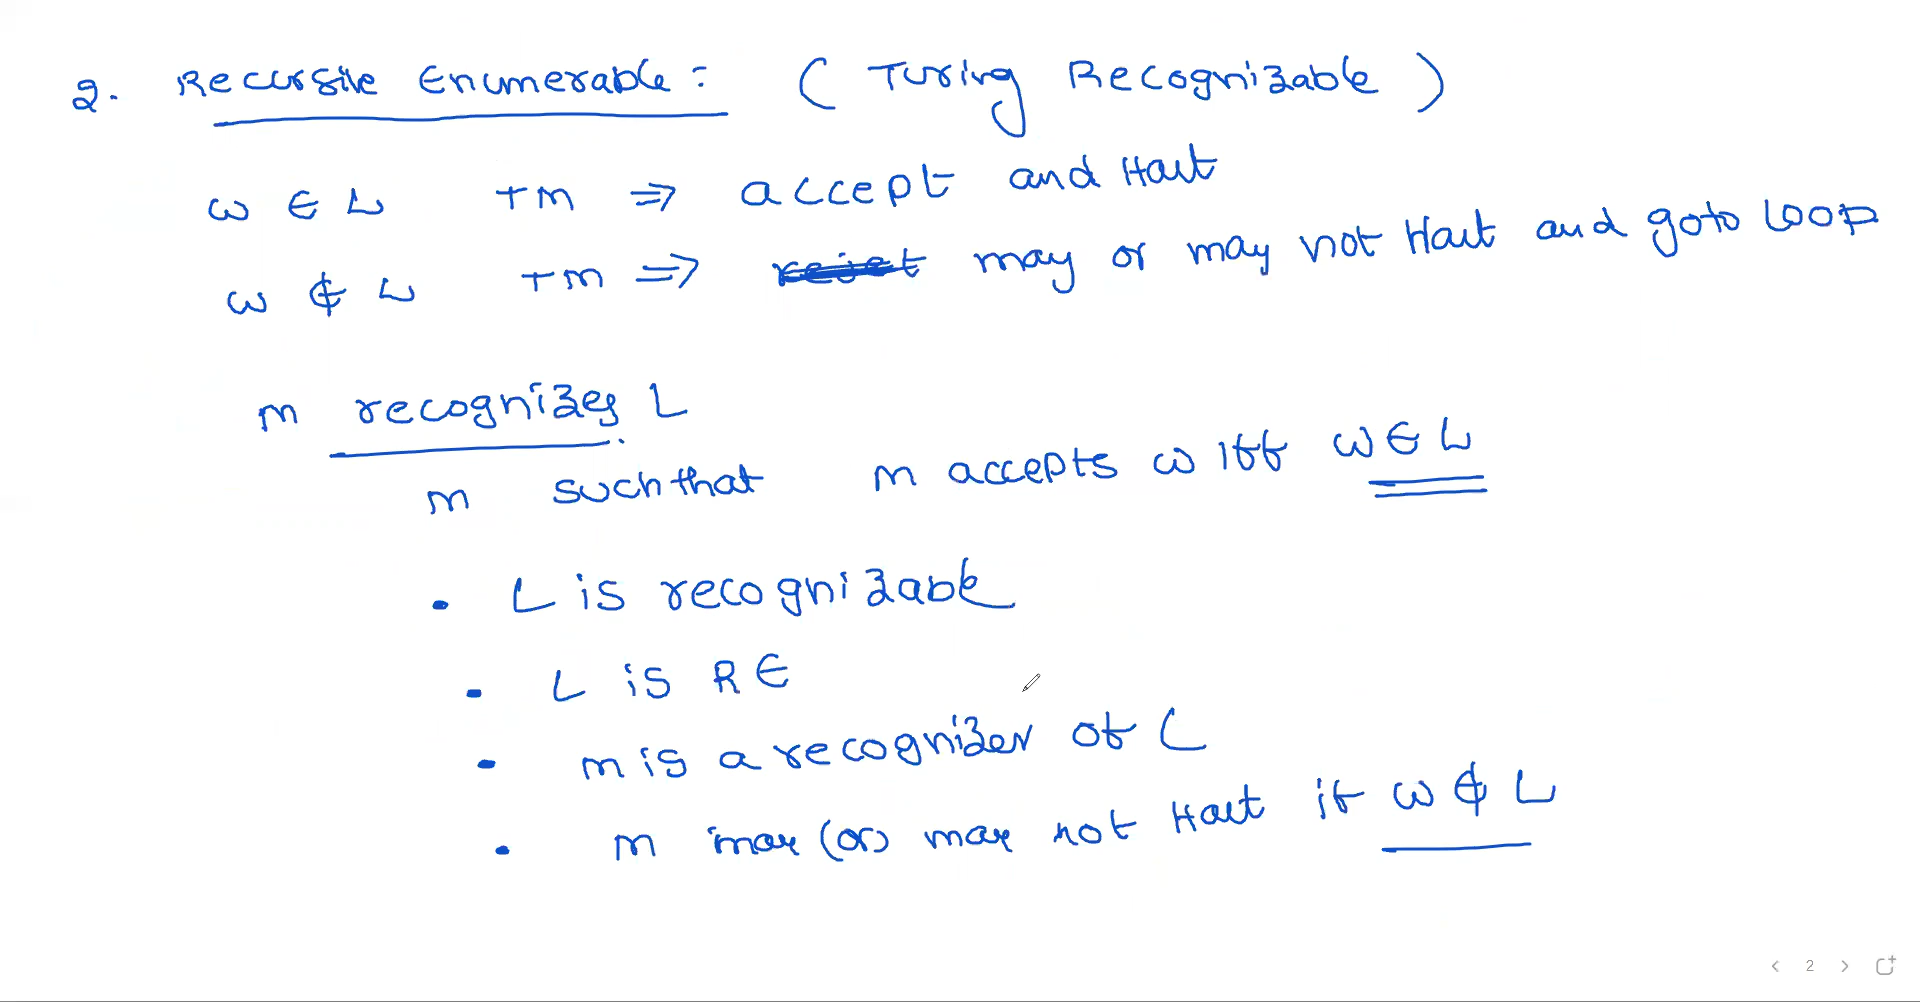 2. Recursive Enumerable : ( Turing Recognizable )
w ∈ L TM ⇒ accept and Halt
w ∉ L TM ⇒ may or may not Halt and goto Loop
m recognizes L
m such that m accepts w iff w ∈ L
• L is recognizable
• L is RE
• m is a recognizer of L
• m may (or) may not Halt if w ∉ L
< 2 >